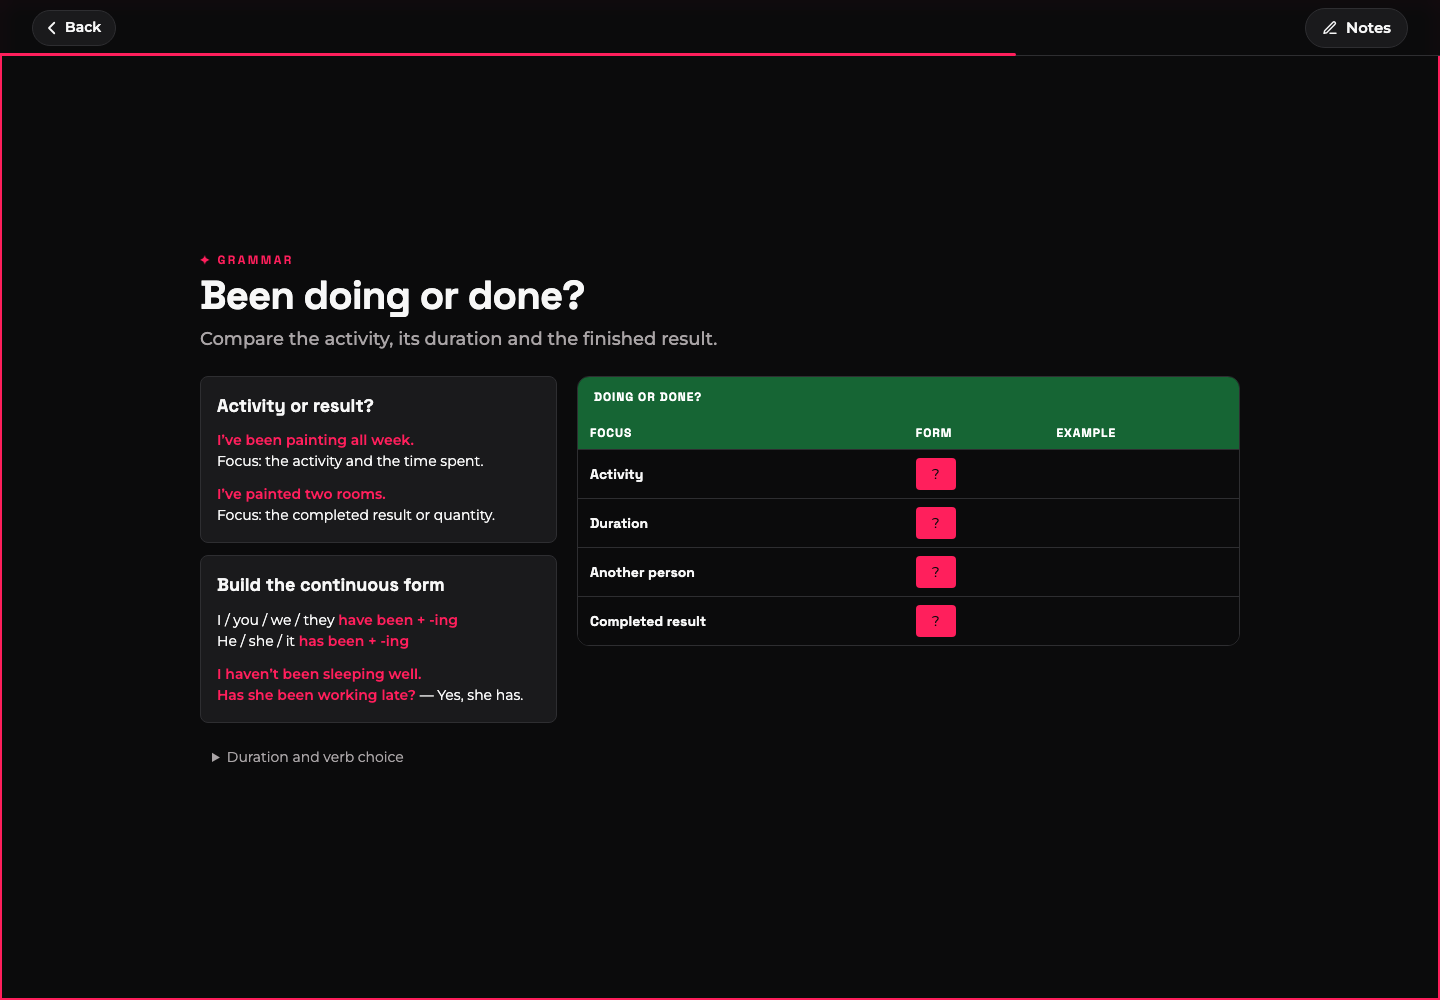 Back
Notes
GRAMMAR
Been doing or done?
Compare the activity, its duration and the finished result.
Activity or result?
I've been painting all week.
Focus: the activity and the time spent.
I've painted two rooms.
Focus: the completed result or quantity.
Build the continuous form
I / you / we / they have been + -ing
He / she / it has been + -ing
I haven't been sleeping well.
Has she been working late? — Yes, she has.
Duration and verb choice
DOING OR DONE?
FOCUS FORM EXAMPLE
Activity ?
Duration ?
Another person ?
Completed result ?